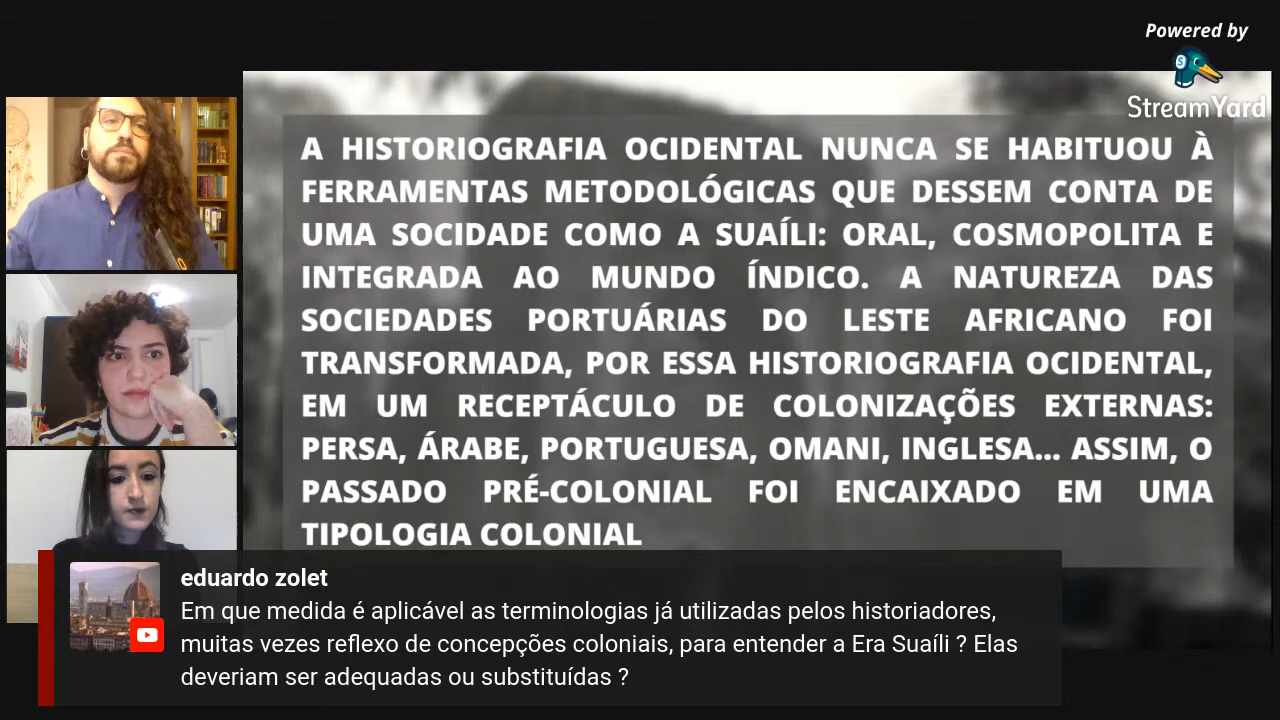 Powered by
StreamYard
A HISTORIOGRAFIA OCIDENTAL NUNCA SE HABITUOU À
FERRAMENTAS METODOLÓGICAS QUE DESSEM CONTA DE
UMA SOCIDADE COMO A SUAÍLI: ORAL, COSMOPOLITA E
INTEGRADA AO MUNDO ÍNDICO. A NATUREZA DAS
SOCIEDADES PORTUÁRIAS DO LESTE AFRICANO FOI
TRANSFORMADA, POR ESSA HISTORIOGRAFIA OCIDENTAL,
EM UM RECEPTÁCULO DE COLONIZAÇÕES EXTERNAS:
PERSA, ÁRABE, PORTUGUESA, OMANI, INGLESA... ASSIM, O
PASSADO PRÉ-COLONIAL FOI ENCAIXADO EM UMA
TIPOLOGIA COLONIAL
eduardo zolet
Em que medida é aplicável as terminologias já utilizadas pelos historiadores,
muitas vezes reflexo de concepções coloniais, para entender a Era Suaíli ? Elas
deveriam ser adequadas ou substituídas ?